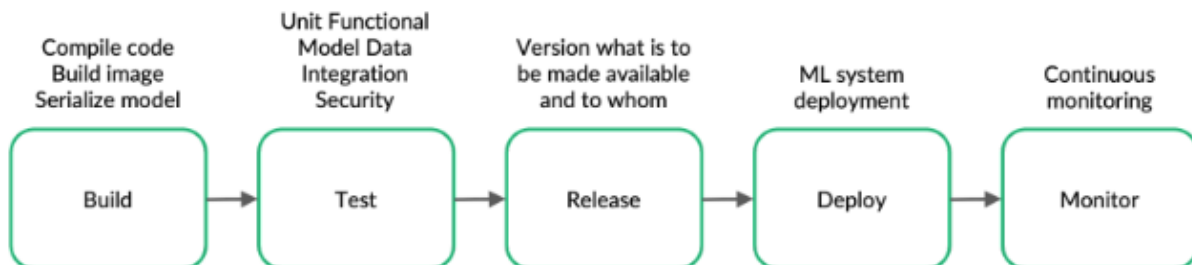 Compile code
Build image
Serialize model
Unit Functional
Model Data
Integration
Security
Version what is to
be made available
and to whom
ML system
deployment
Continuous
monitoring
Build
Test
Release
Deploy
Monitor